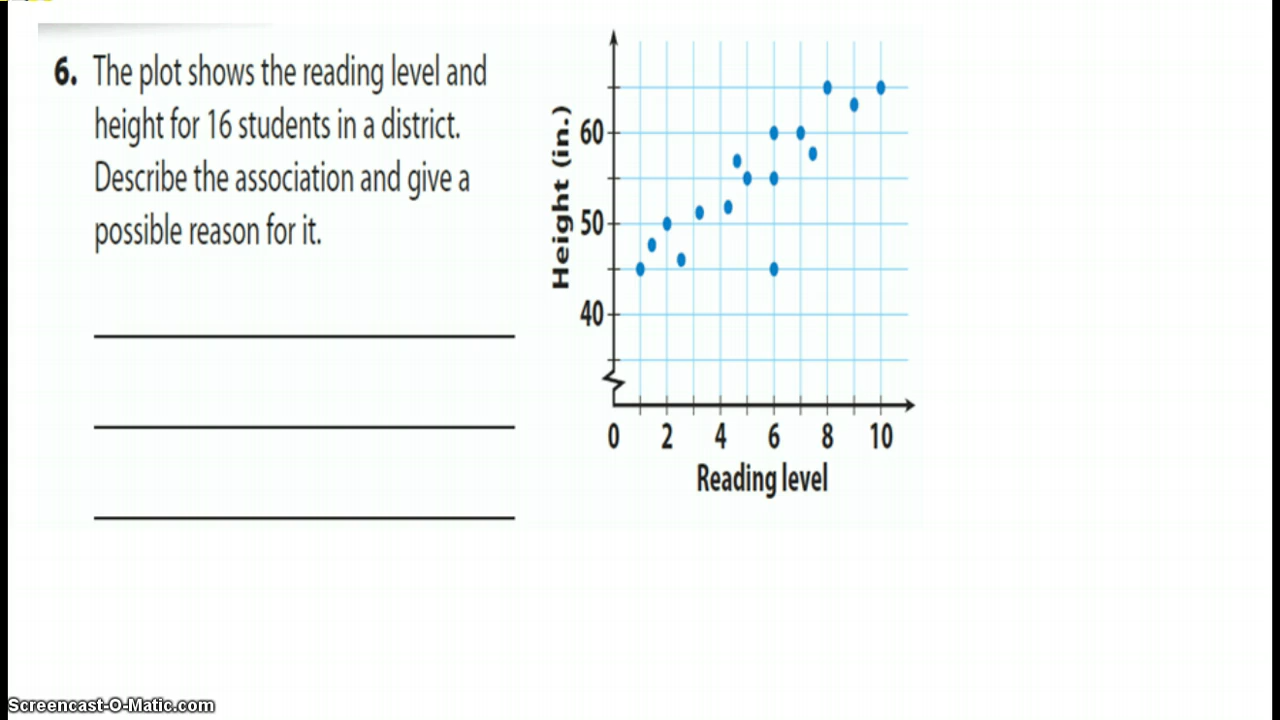 6. The plot shows the reading level and
height for 16 students in a district.
Describe the association and give a
possible reason for it.
Height (in.)
60
50
40
0 2 4 6 8 10
Reading level
Screencast-O-Matic.com